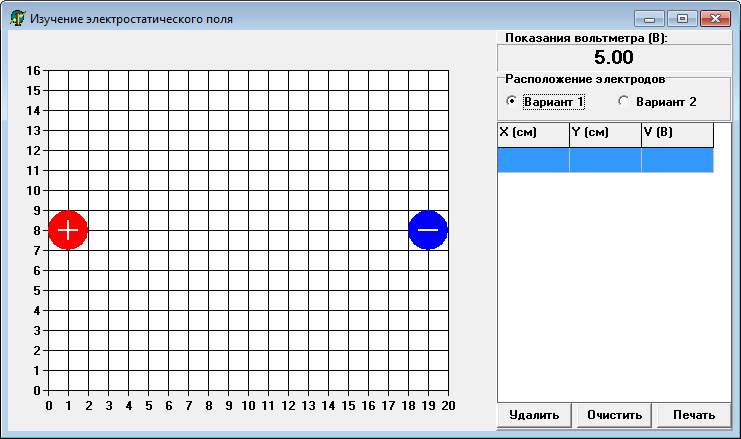 Изучение электростатического поля
Показания вольтметра (В):
5.00
Расположение электродов
Вариант 1
Вариант 2
X (см) Y (см) V (В)
16
15
14
13
12
11
10
9
8
7
6
5
4
3
2
1
0
+
−
0 1 2 3 4 5 6 7 8 9 10 11 12 13 14 15 16 17 18 19 20
Удалить Очистить Печать